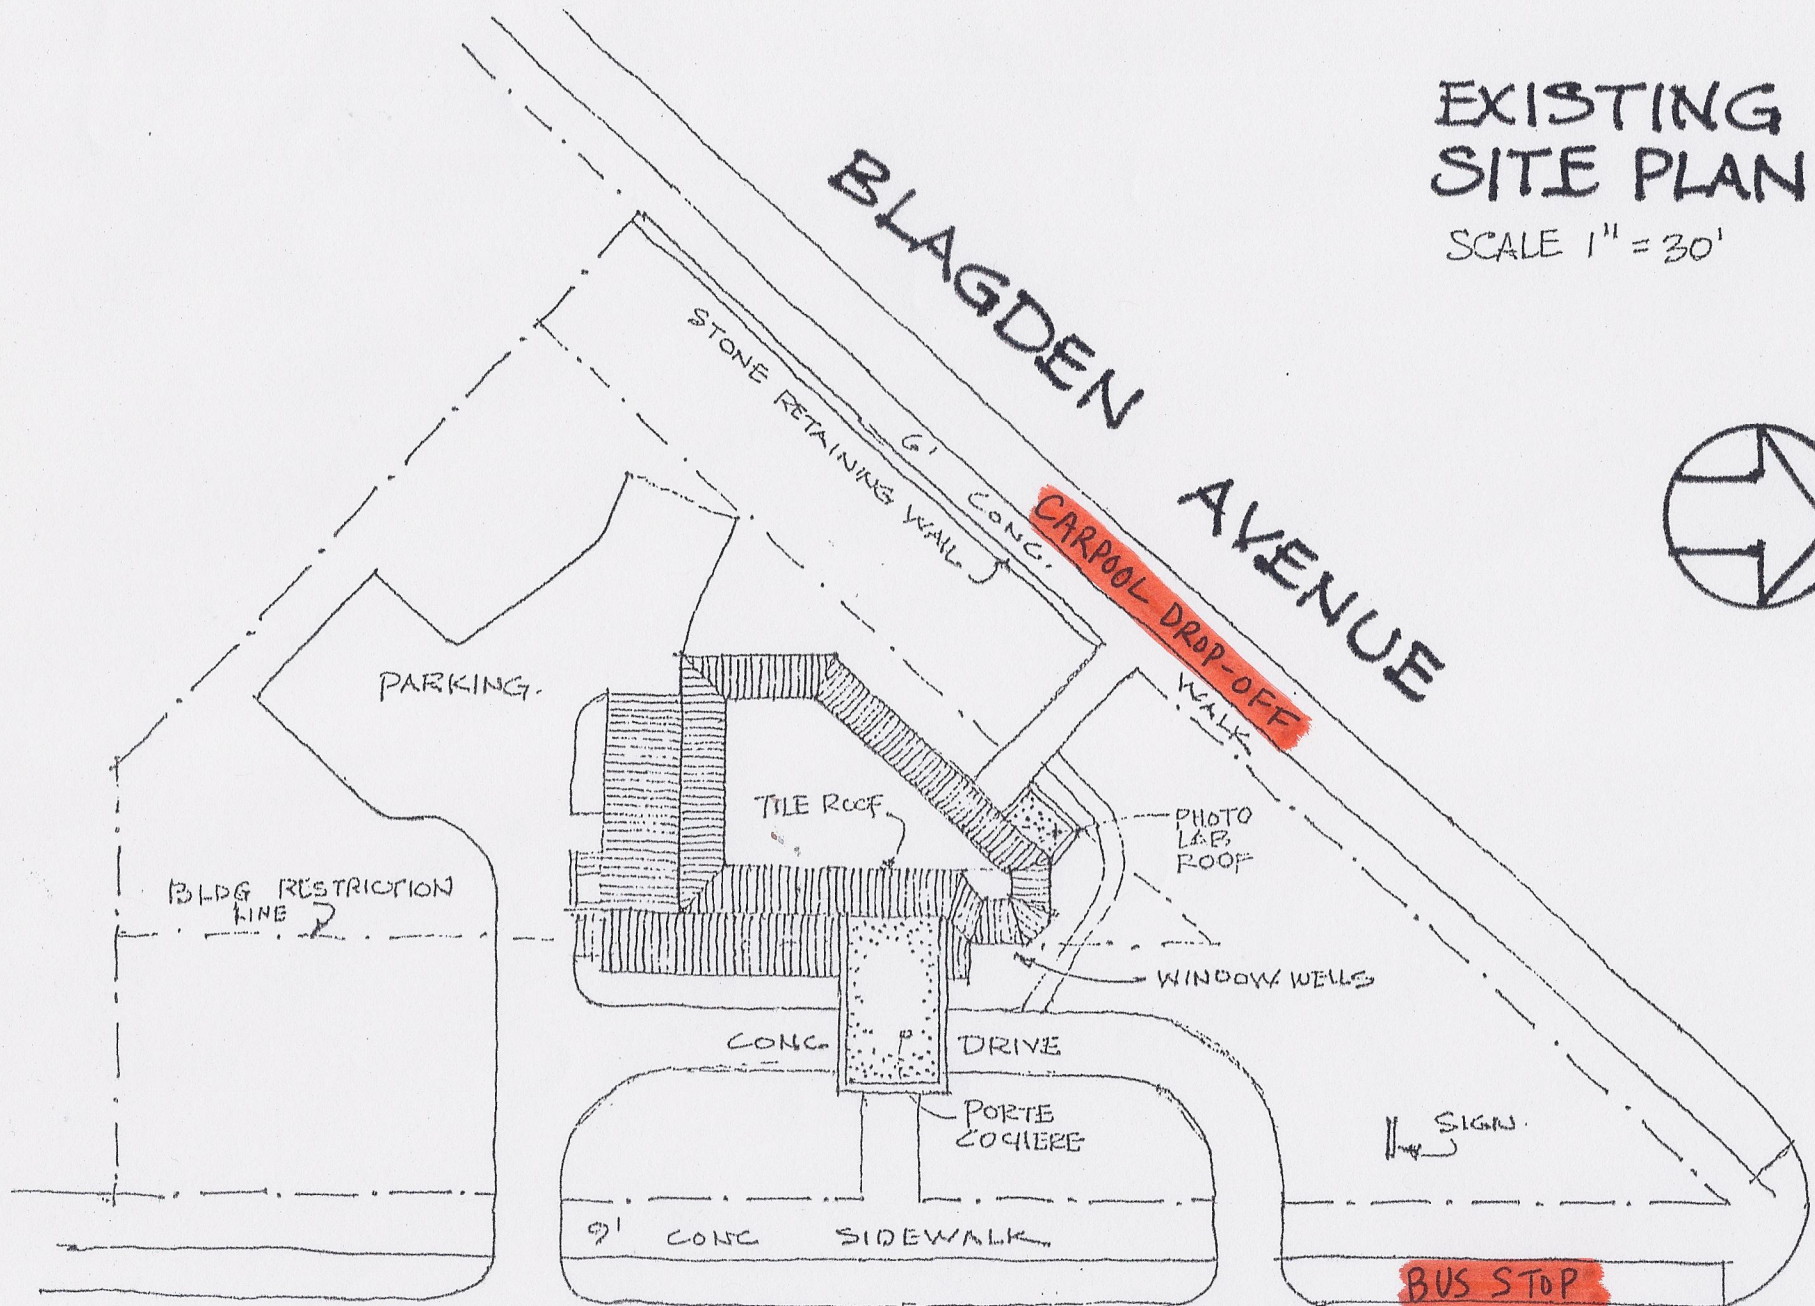 EXISTING
SITE PLAN
SCALE 1" = 30'
BLAGDEN AVENUE
STONE RETAINING WALL
6' CONC. WALK
CARPOOL DROP-OFF
PARKING.
TILE ROOF
PHOTO
LAB
ROOF
BLDG RESTRICTION
LINE
WINDOW WELLS
CONC. DRIVE
PORTE
COCHERE
SIGN.
9' CONC SIDEWALK
BUS STOP